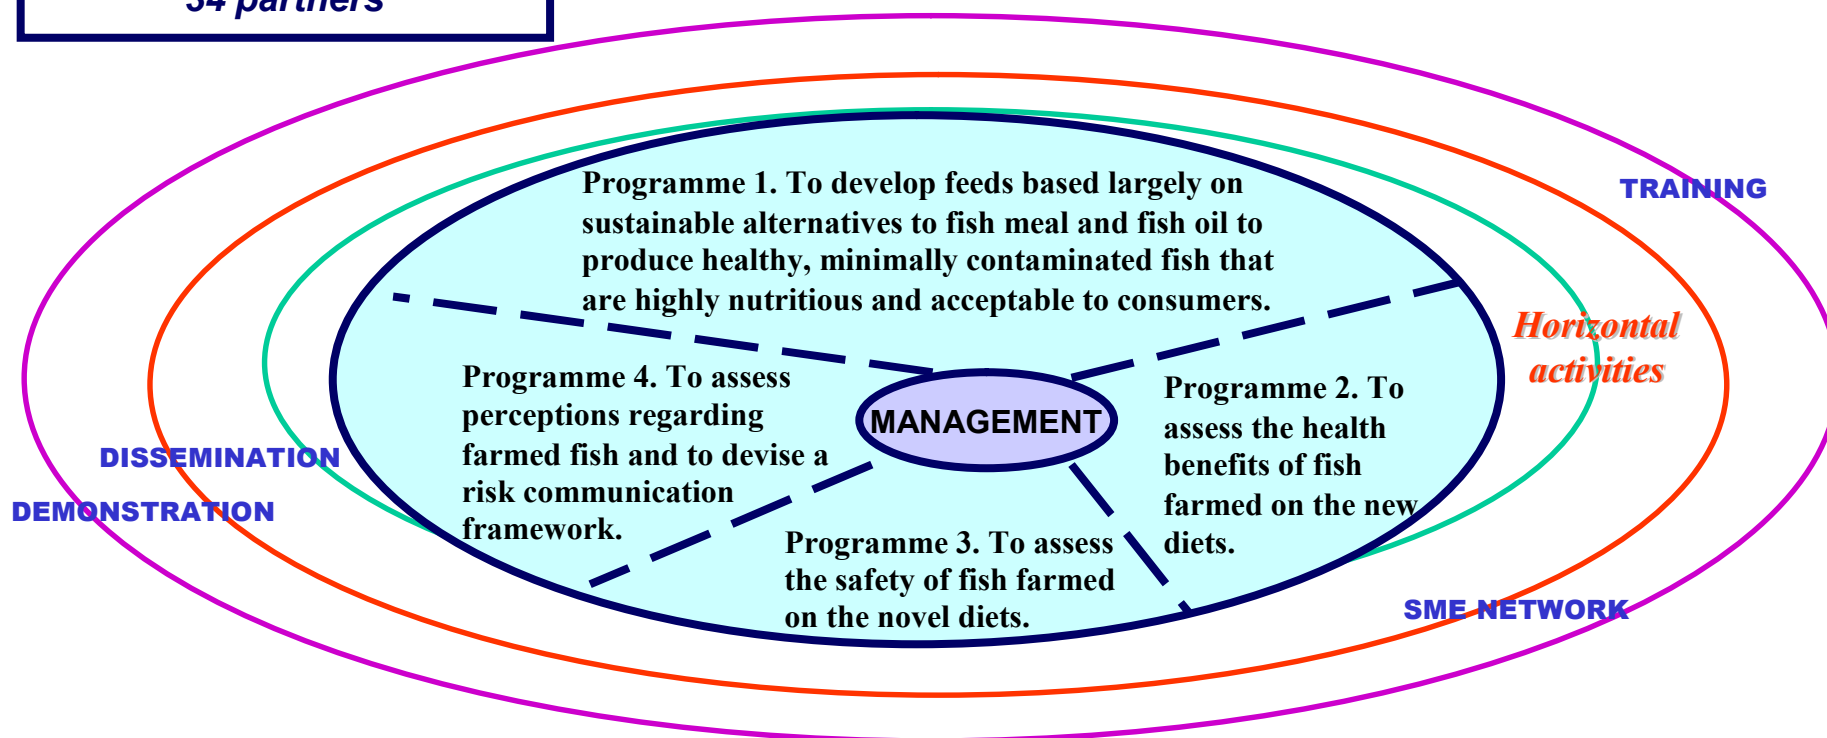 34 partners
Programme 1. To develop feeds based largely on
sustainable alternatives to fish meal and fish oil to
produce healthy, minimally contaminated fish that
are highly nutritious and acceptable to consumers.
TRAINING
Horizontal
activities
Programme 4. To assess
perceptions regarding
farmed fish and to devise a
risk communication
framework.
MANAGEMENT
Programme 2. To
assess the health
benefits of fish
farmed on the new
diets.
DISSEMINATION
DEMONSTRATION
Programme 3. To assess
the safety of fish farmed
on the novel diets.
SME NETWORK